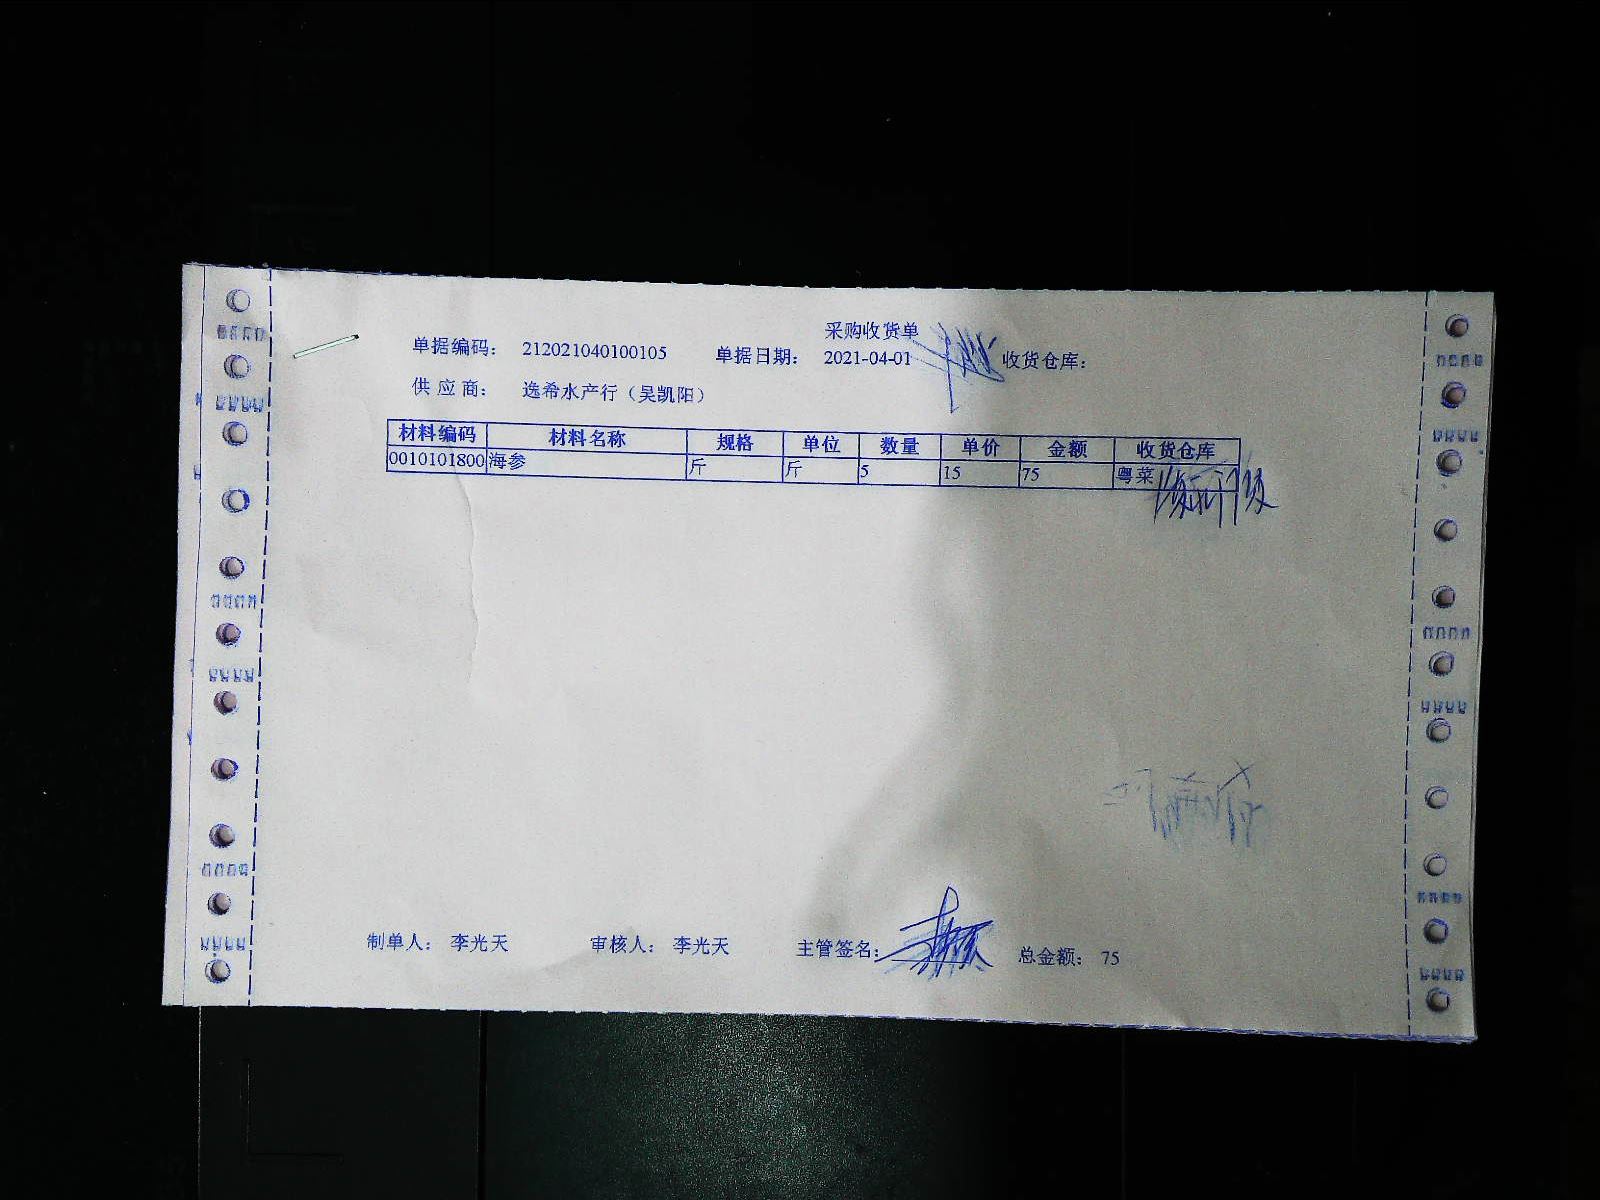 采购收货单
单据编码： 212021040100105 单据日期： 2021-04-01 收货仓库：
供 应 商： 逸希水产行（吴凯阳）
材料编码 材料名称 规格 单位 数量 单价 金额 收货仓库
0010101800 海参 斤 斤 5 15 75 粤菜
制单人： 李光天 审核人： 李光天 主管签名： 总金额： 75